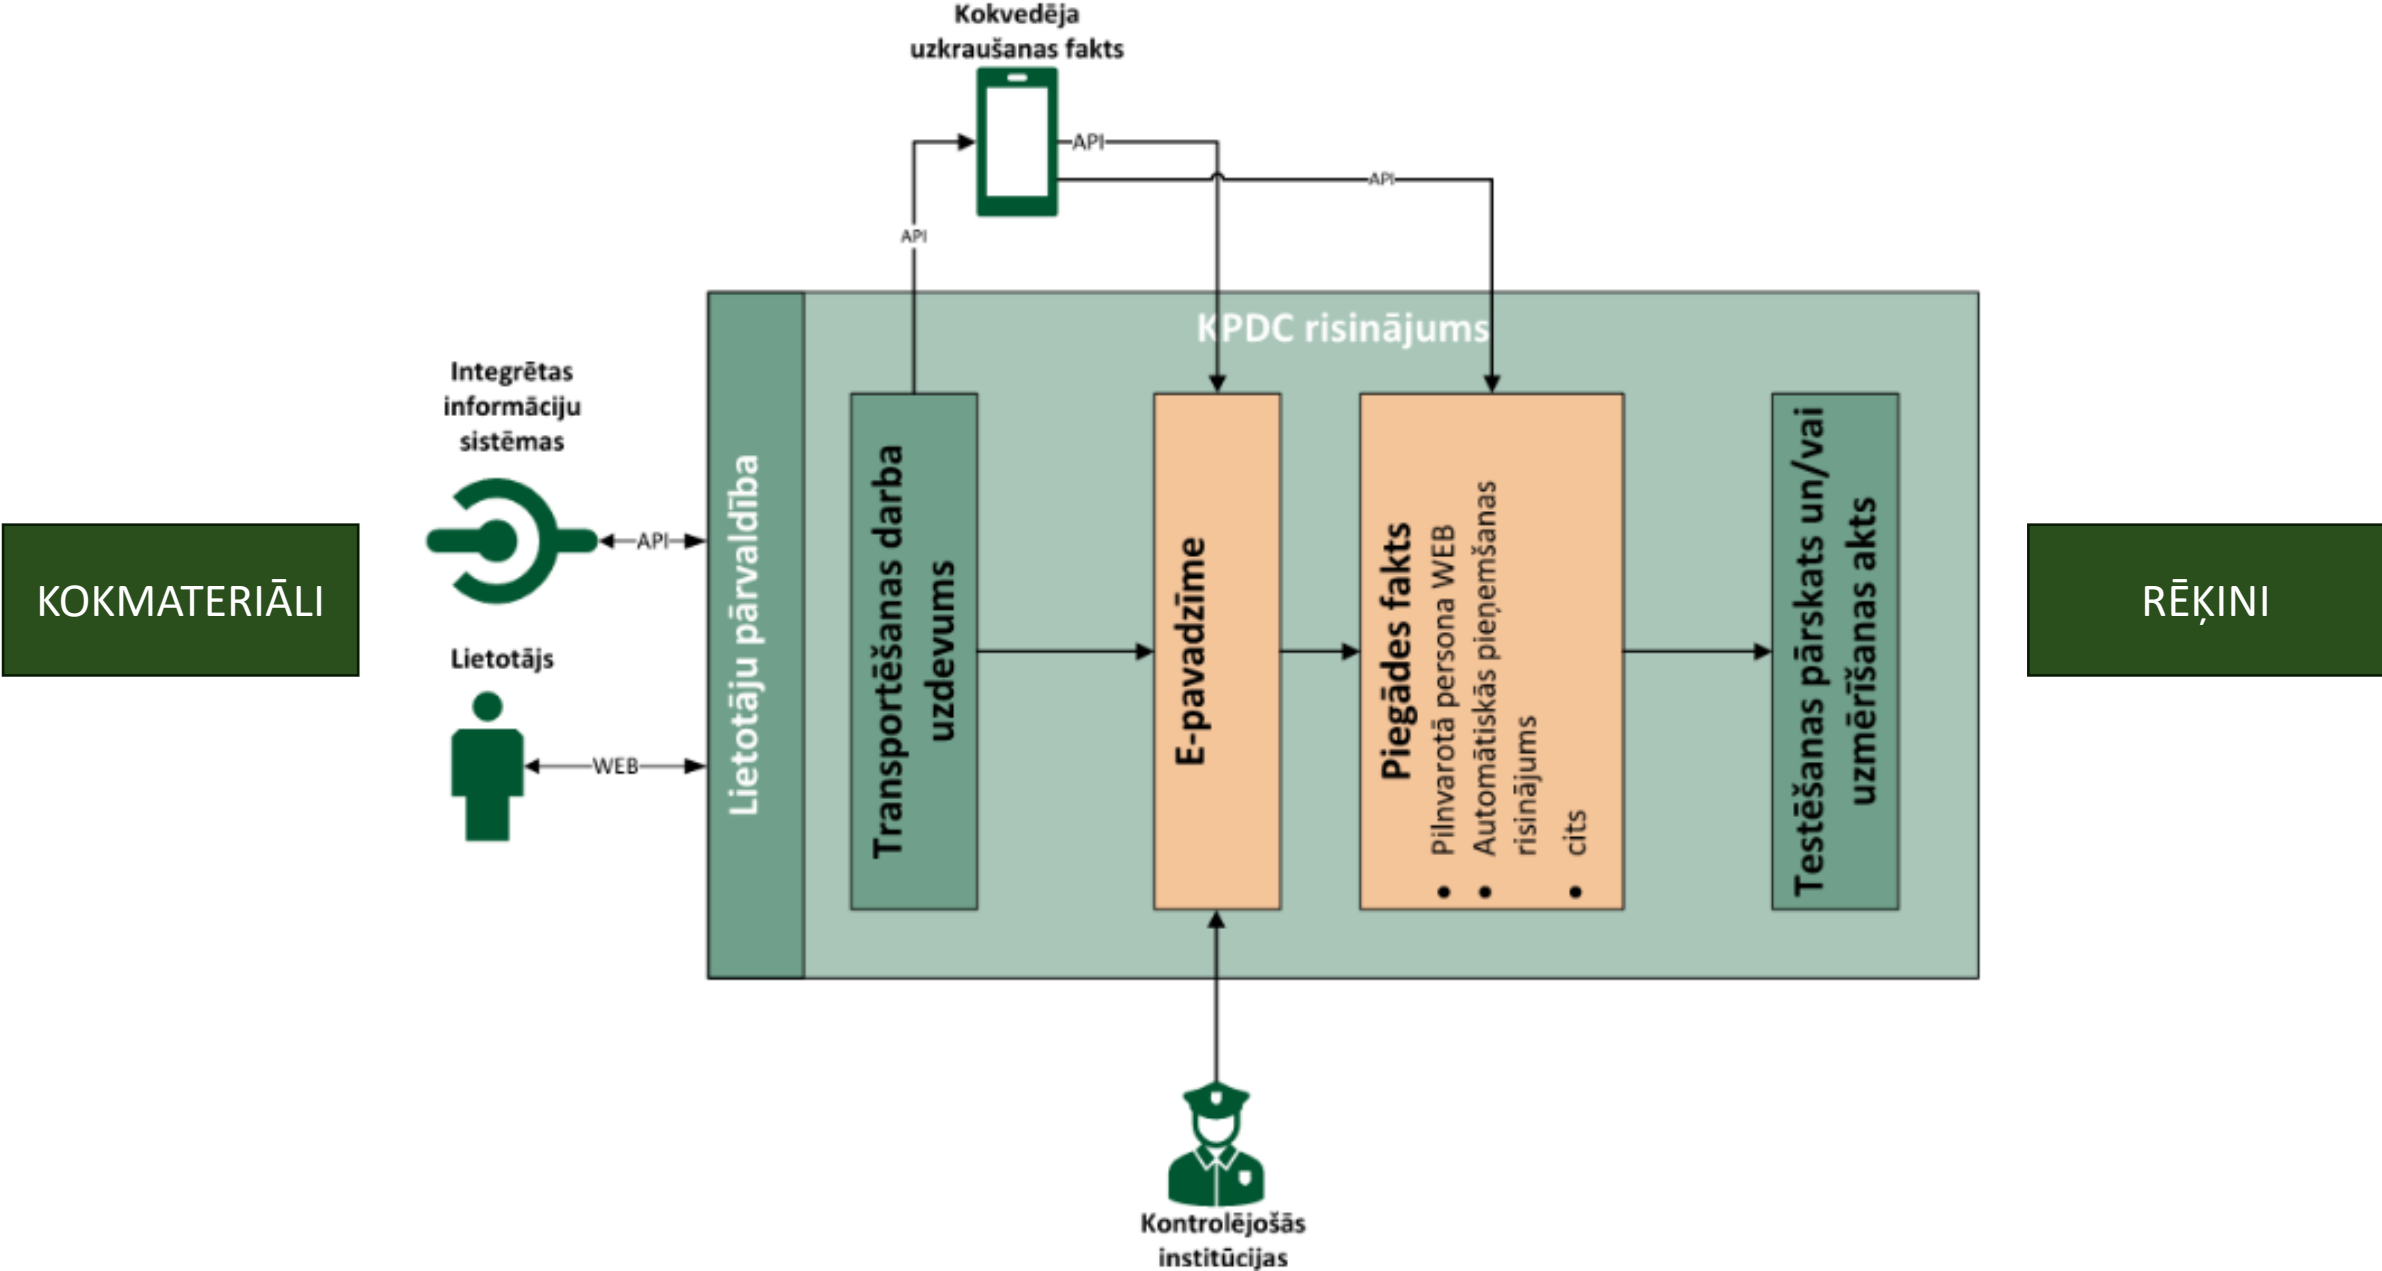 Kokvedēja
uzkraušanas fakts
API
API
API
KPDC risinājums
Integrētas
informāciju
sistēmas
API
KOKMATERIĀLI
Lietotājs
WEB
Lietotāju pārvaldība
Transportēšanas darba
uzdevums
E-pavadzīme
Piegādes fakts
• Pilnvarotā persona WEB
• Automātiskās pieņemšanas
risinājums
• cits
Testēšanas pārskats un/vai
uzmērīšanas akts
RĒĶINI
Kontrolējošās
institūcijas